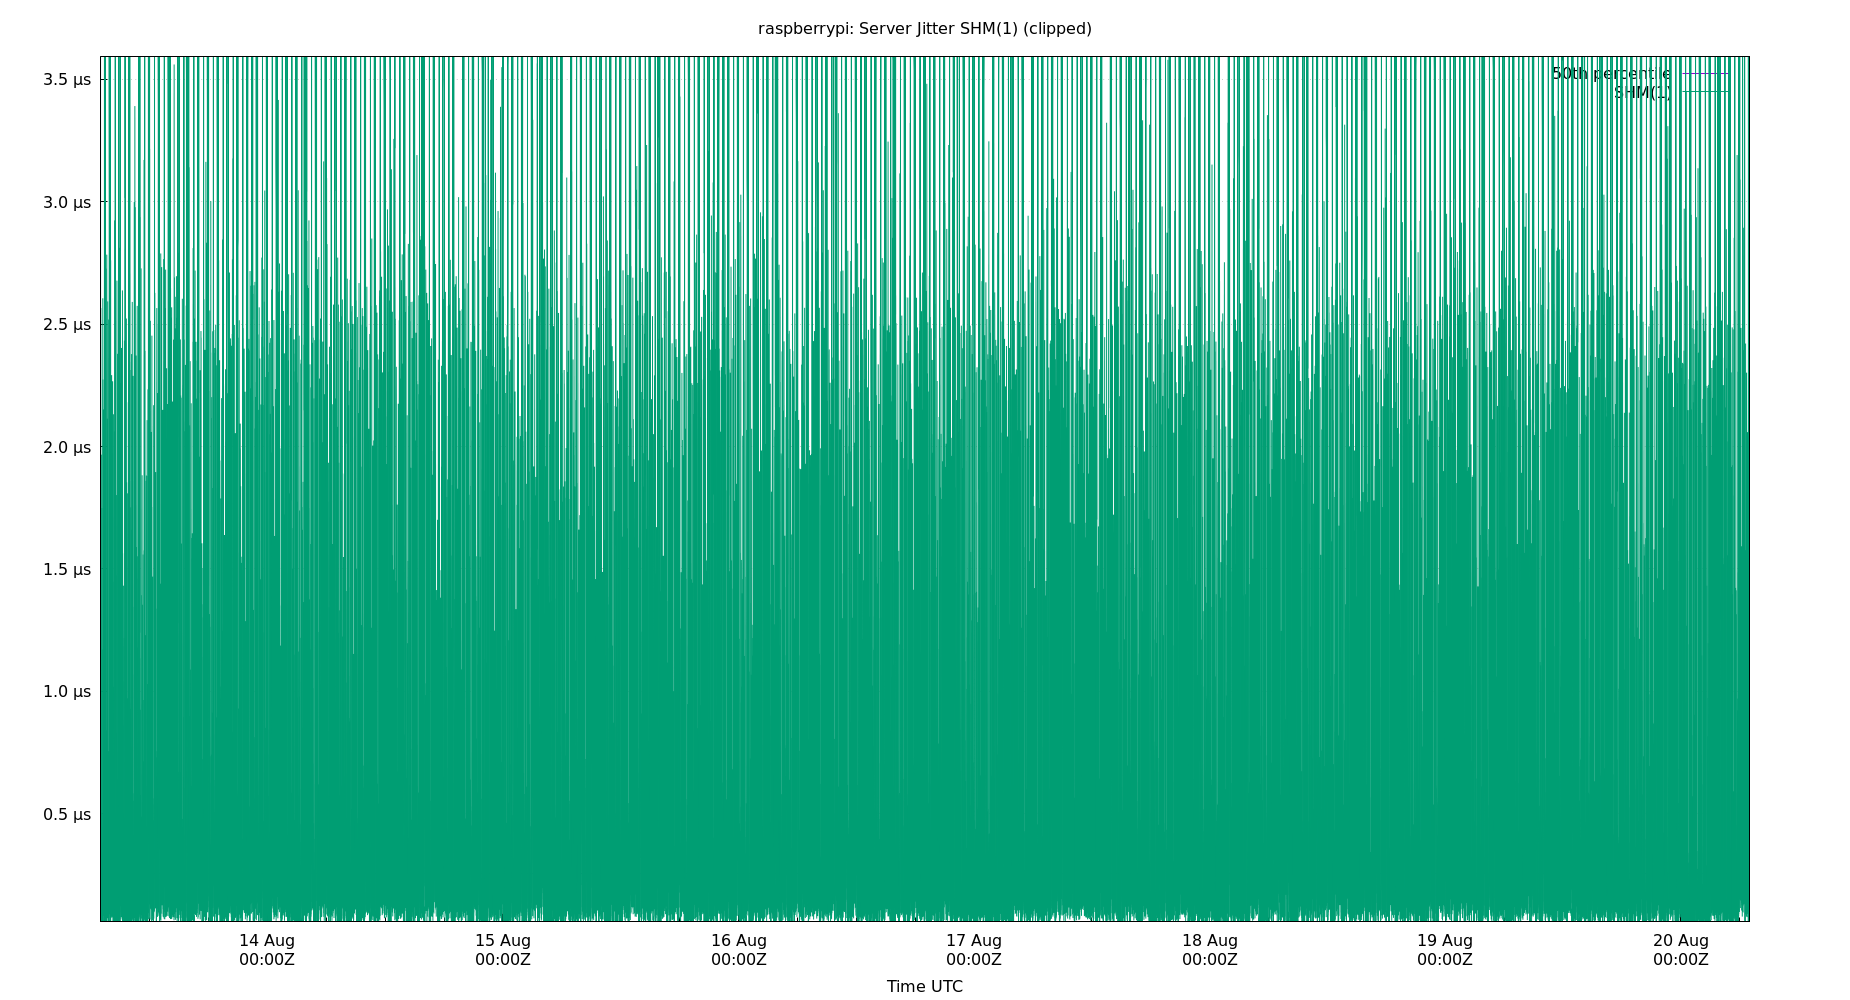 raspberrypi: Server Jitter SHM(1) (clipped)
3.5 µs
50th percentile
SHM(1)
3.0 µs
2.5 µs
2.0 µs
1.5 µs
1.0 µs
0.5 µs
14 Aug 15 Aug 16 Aug 17 Aug 18 Aug 19 Aug 20 Aug
00:00Z 00:00Z 00:00Z 00:00Z 00:00Z 00:00Z 00:00Z
Time UTC